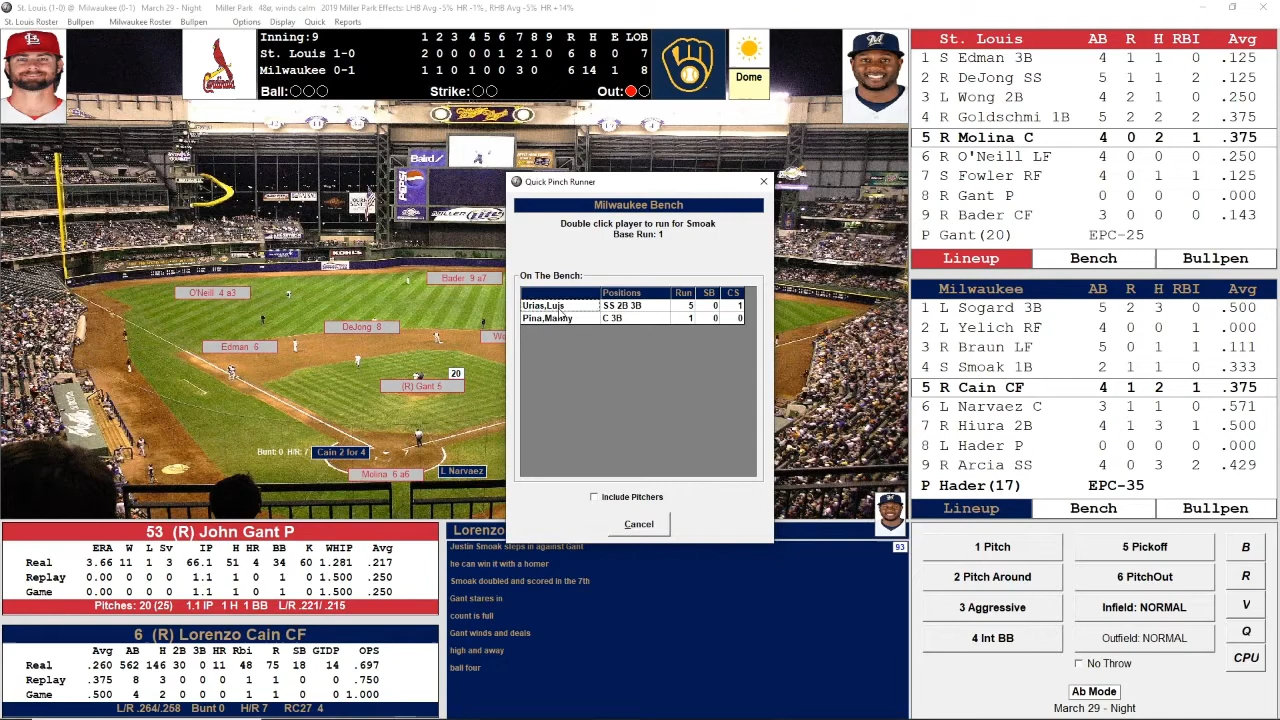 St. Louis (1-0) @ Milwaukee (0-1) March 29 - Night Miller Park 48ø, winds calm 2019 Miller Park Effects: LHB Avg -5% HR -1% , RHB Avg -5% HR +14%
St. Louis Roster Bullpen Milwaukee Roster Bullpen Options Display Quick Reports
Inning:9 1 2 3 4 5 6 7 8 9 R H E LOB
St. Louis 1-0 2 0 0 0 0 1 2 1 0 6 8 0 7
Milwaukee 0-1 1 1 0 1 0 0 3 0 6 14 1 8
Ball: Strike: Out:
Dome
Baird
PEPSI
MILLER Lite
KOHL'S
O'Neill 4 a3
Bader 9 a7
DeJong 8
Edman 6
Wo
20
(R) Gant 5
Bunt: 0 H/R: 7 Cain 2 for 4
Molina 6 a6
L Narvaez
Quick Pinch Runner
Milwaukee Bench
Double click player to run for Smoak
Base Run: 1
On The Bench:
Positions Run SB CS
Urias,Luis SS 2B 3B 5 0 1
Pina,Manny C 3B 1 0 0
Include Pitchers
Cancel
St. Louis AB R H RBI Avg
1 S Edman 3B 4 1 1 0 .125
2 R DeJong SS 5 1 1 2 .125
3 L Wong 2B 4 2 1 0 .250
4 R Goldschmi 1B 5 2 2 2 .375
5 R Molina C 4 0 2 1 .375
6 R O'Neill LF 4 0 0 0 .250
7 S Fowler RF 4 0 1 1 .125
8 R Gant P 0 0 0 0 .000
9 R Bader CF 4 0 0 0 .143
P Gant(20) EPC-25
Lineup Bench Bullpen
Milwaukee AB R H RBI Avg
1 L Sogard 3B 5 2 3 0 .500
2 L Yelich RF 4 0 0 0 .000
3 R Braun LF 5 0 1 1 .111
4 S Smoak 1B 2 1 1 0 .333
5 R Cain CF 4 1 2 1 .375
6 L Narvaez C 3 1 1 0 .571
7 R Hiura 2B 4 1 3 1 .500
8 L Hader P 0 0 0 0 .000
9 R Arcia SS 4 0 3 2 .429
P Hader(17) EPC-35
Lineup Bench Bullpen
53 (R) John Gant P
ERA W L Sv IP H HR BB K WHIP Avg
Real 3.66 11 1 3 66.1 51 4 34 60 1.281 .217
Replay 0.00 0 0 0 1.1 1 0 1 0 1.500 .250
Game 0.00 0 0 0 1.1 1 0 1 0 1.500 .250
Pitches: 20 (25) 1.1 IP 1 H 1 BB L/R .221/ .215
6 (R) Lorenzo Cain CF
Avg AB H 2B 3B HR Rbi R SB GIDP OPS
Real .260 562 146 30 0 11 48 75 18 14 .697
Replay .375 8 3 0 0 0 1 1 0 0 .750
Game .500 4 2 0 0 0 1 1 0 0 1.000
L/R .264/.258 Bunt 0 H/R 7 RC27 4
Lorenzo
93
Justin Smoak steps in against Gant
he can win it with a homer
Smoak doubled and scored in the 7th
Gant stares in
count is full
Gant winds and deals
high and away
ball four
1 Pitch 5 Pickoff B
2 Pitch Around 6 PitchOut R
3 Aggressive Infield: NORMAL V
4 Int BB Outfield: NORMAL Q
No Throw CPU
Ab Mode
March 29 - Night